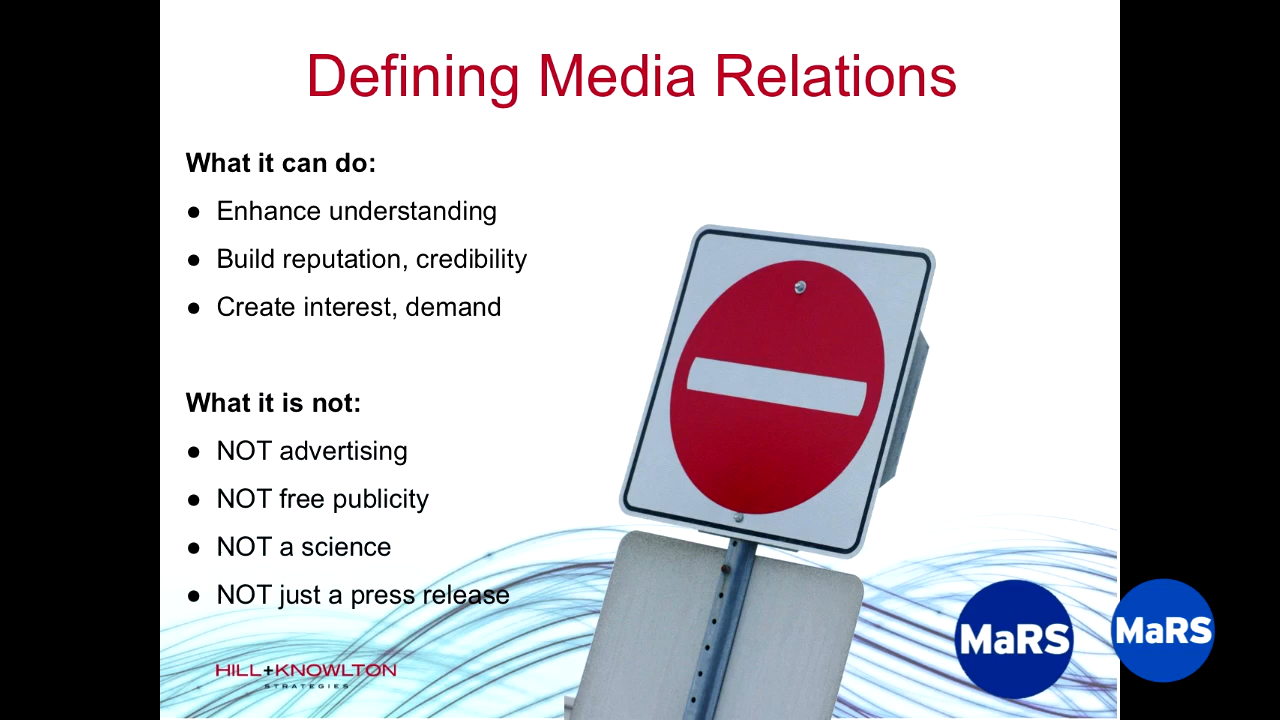 Defining Media Relations
What it can do:
● Enhance understanding
● Build reputation, credibility
● Create interest, demand
What it is not:
● NOT advertising
● NOT free publicity
● NOT a science
● NOT just a press release
HILL+KNOWLTON
STRATEGIES
MaRS
MaRS